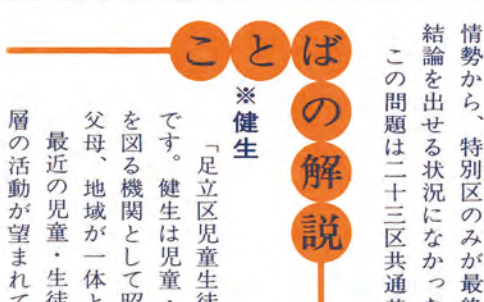 情勢から、特別区のみが最終
結論を出せる状況になかっ
この問題は二十三区共通
ことばの解説
※健生
「足立区児童生徒
です。健生は児童・
を図る機関として昭
父母、地域が一体と
最近の児童・生徒
層の活動が望まれて